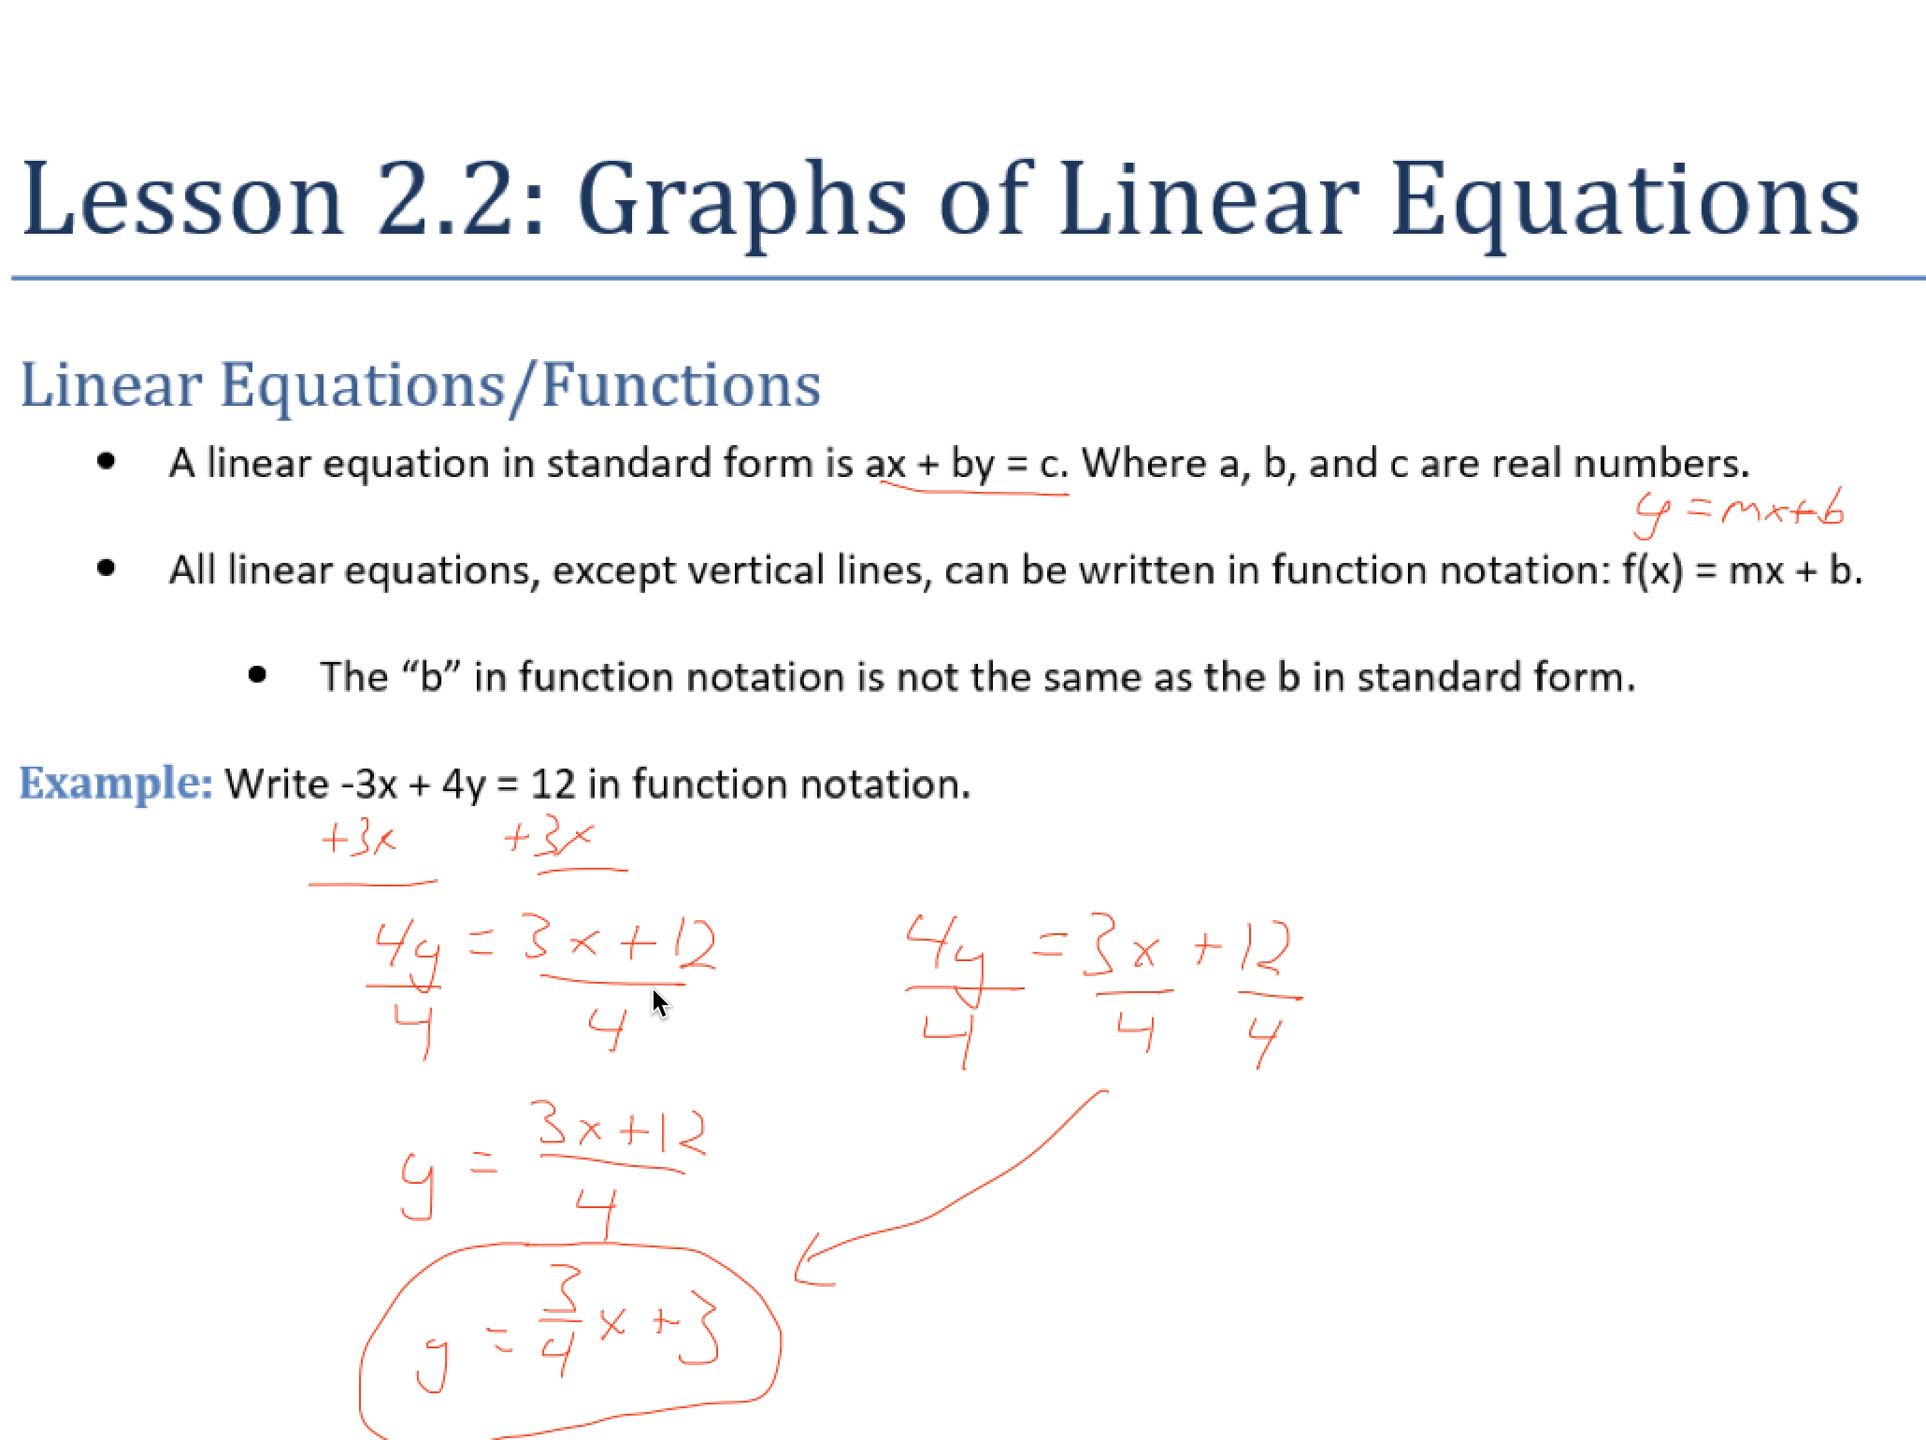 Lesson 2.2: Graphs of Linear Equations
Linear Equations/Functions
• A linear equation in standard form is ax + by = c. Where a, b, and c are real numbers.
y = mx+b
• All linear equations, except vertical lines, can be written in function notation: f(x) = mx + b.
• The “b” in function notation is not the same as the b in standard form.
Example: Write -3x + 4y = 12 in function notation.
+3x +3x
4y = 3x + 12
4 4
y = 3x+12
4
y = 3/4 x + 3
4y = 3x + 12
4 4 4